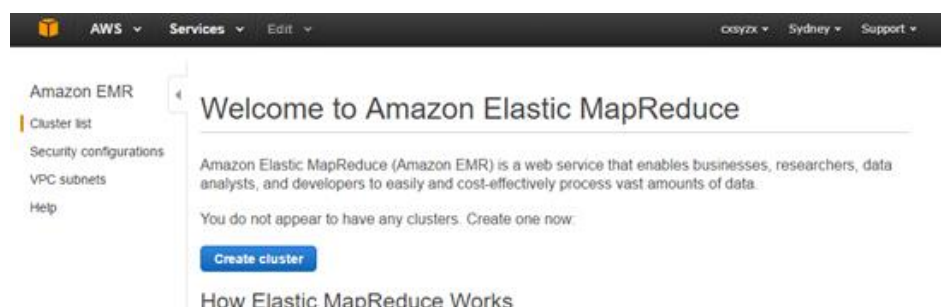 AWS Services Edit cxsyzx Sydney Support
Amazon EMR
Cluster list
Security configurations
VPC subnets
Help
Welcome to Amazon Elastic MapReduce
Amazon Elastic MapReduce (Amazon EMR) is a web service that enables businesses, researchers, data
analysts, and developers to easily and cost-effectively process vast amounts of data.
You do not appear to have any clusters. Create one now:
Create cluster
How Elastic MapReduce Works